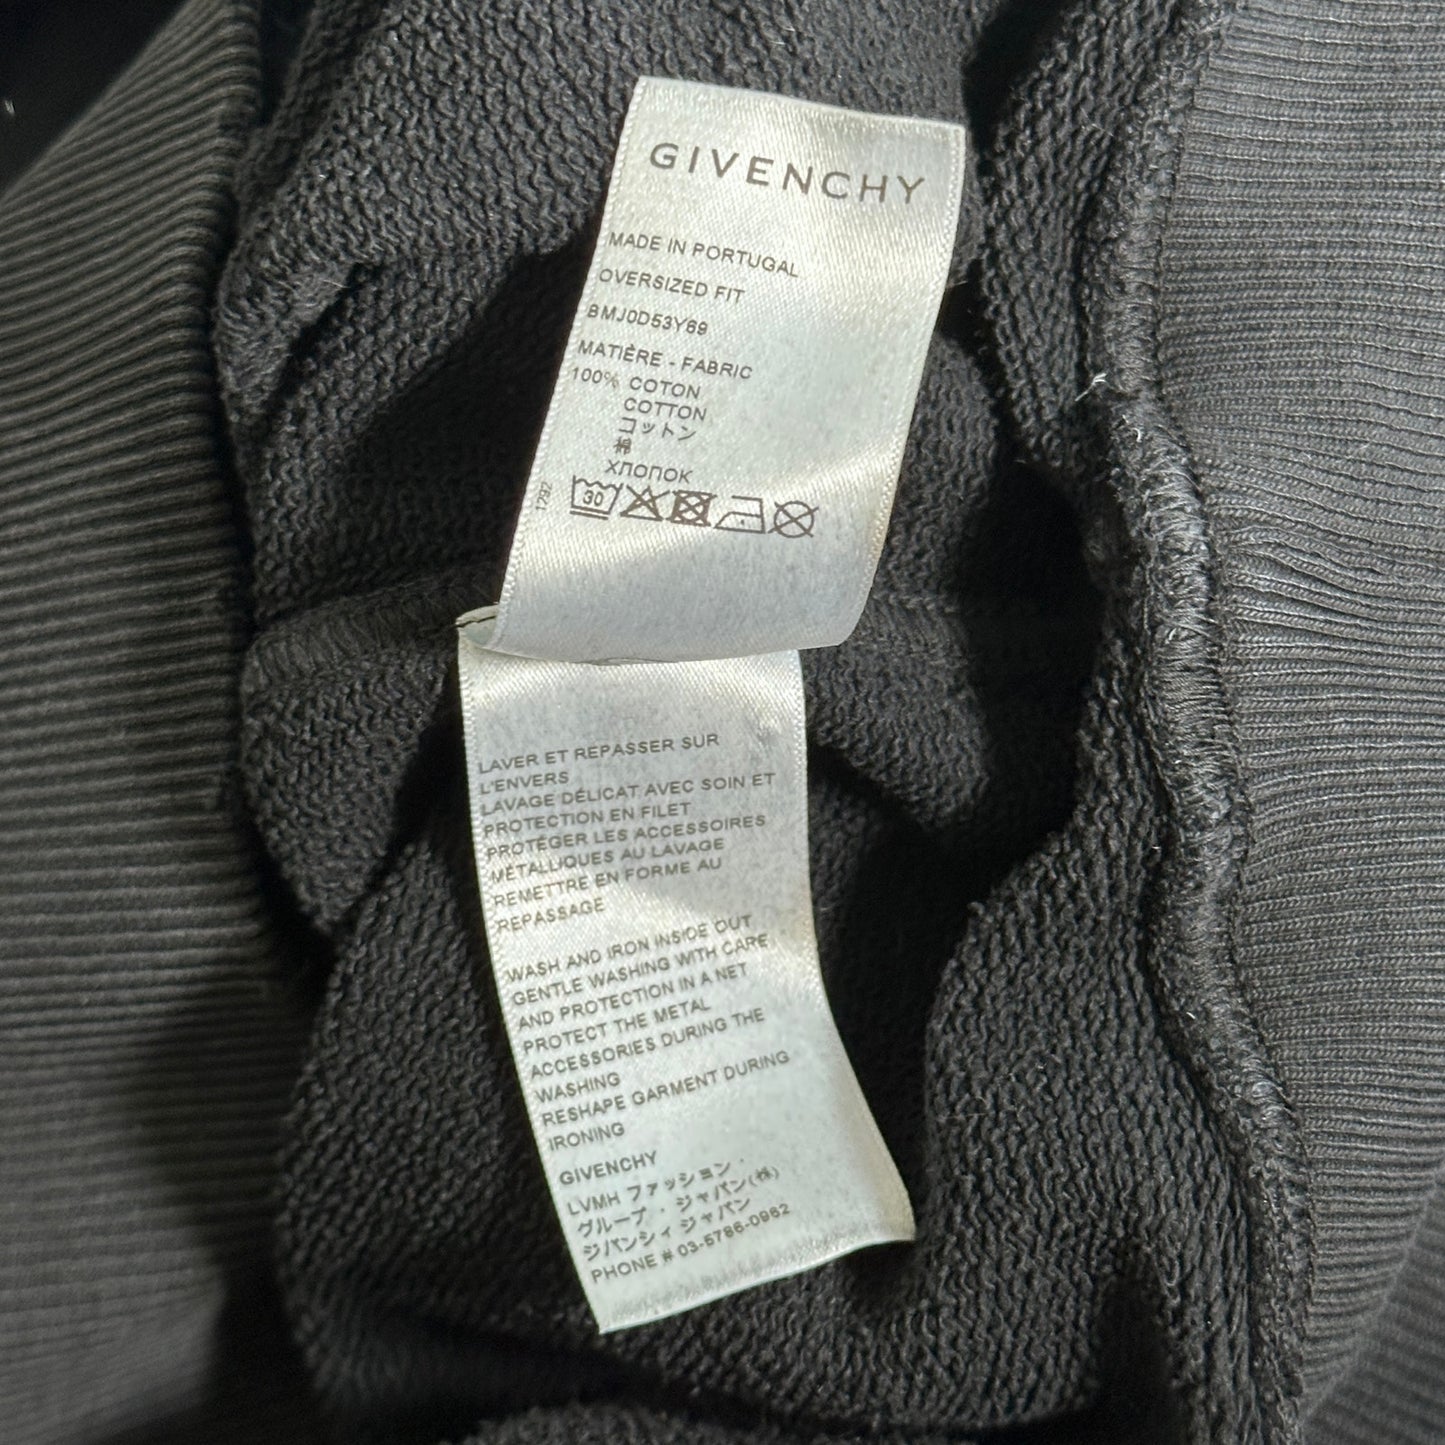 GIVENCHY
MADE IN PORTUGAL
OVERSIZED FIT
BMJ0D53Y69
MATIÈRE - FABRIC
100% COTON
COTTON
コットン
棉
ХЛОПОК
1792
30
LAVER ET REPASSER SUR
L'ENVERS
LAVAGE DÉLICAT AVEC SOIN ET
PROTECTION EN FILET
PROTÉGER LES ACCESSOIRES
MÉTALLIQUES AU LAVAGE
REMETTRE EN FORME AU
REPASSAGE
WASH AND IRON INSIDE OUT
GENTLE WASHING WITH CARE
AND PROTECTION IN A NET
PROTECT THE METAL
ACCESSORIES DURING THE
WASHING
RESHAPE GARMENT DURING
IRONING
GIVENCHY
LVMH ファッション ·
グループ · ジャパン(株)
ジバンシィ ジャパン
PHONE # 03-5786-0962